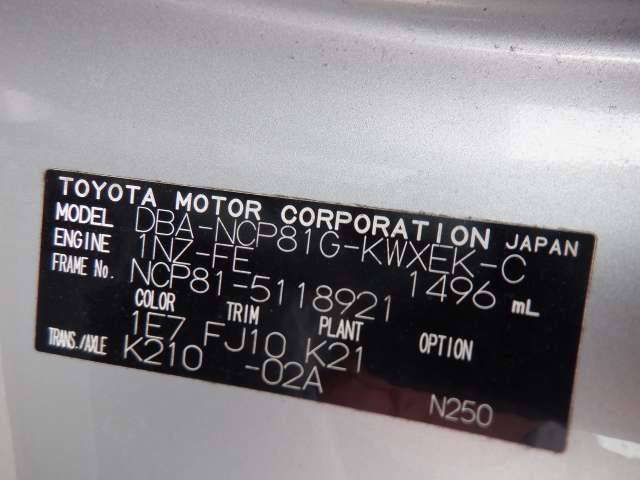 TOYOTA MOTOR CORPORATION JAPAN
MODEL DBA-NCP81G-KWXEK-C
ENGINE 1NZ-FE 1496 mL
FRAME No. NCP81-5118921
COLOR TRIM PLANT OPTION
1E7 FJ10 K21
TRANS./AXLE K210 -02A
N250